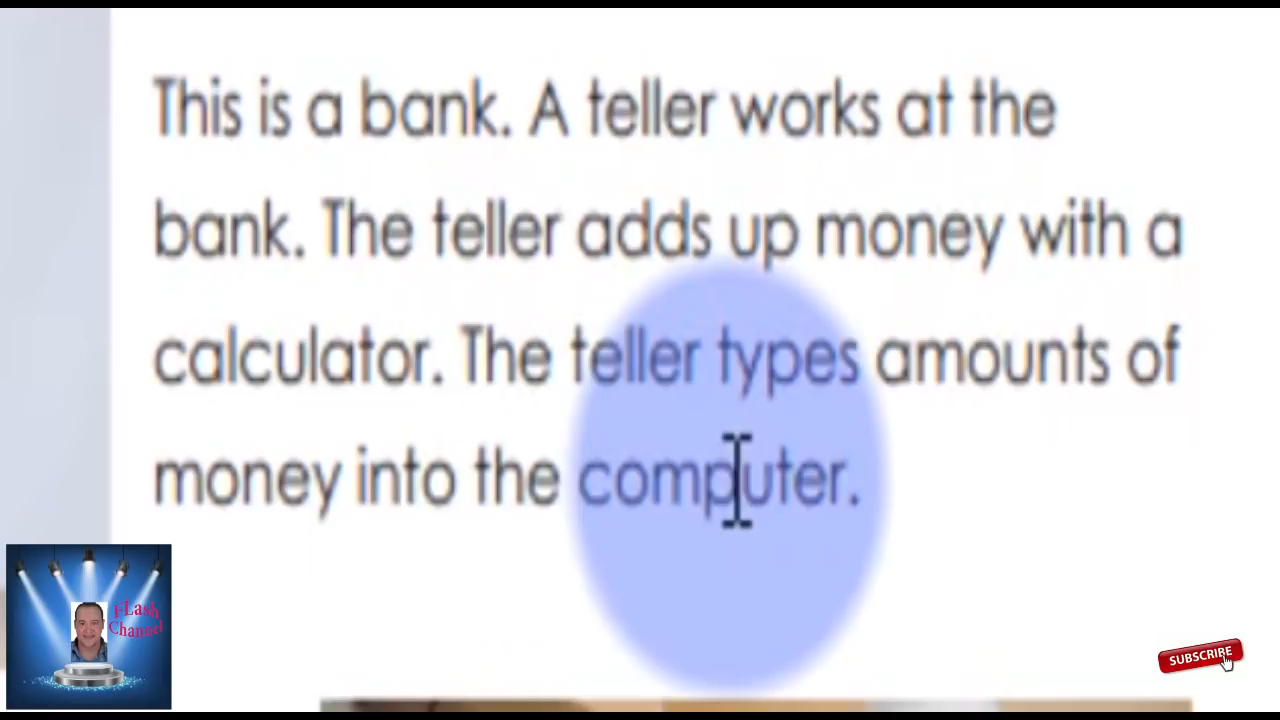 This is a bank. A teller works at the
bank. The teller adds up money with a
calculator. The teller types amounts of
money into the computer.
i-Lash
Channel
SUBSCRIBE